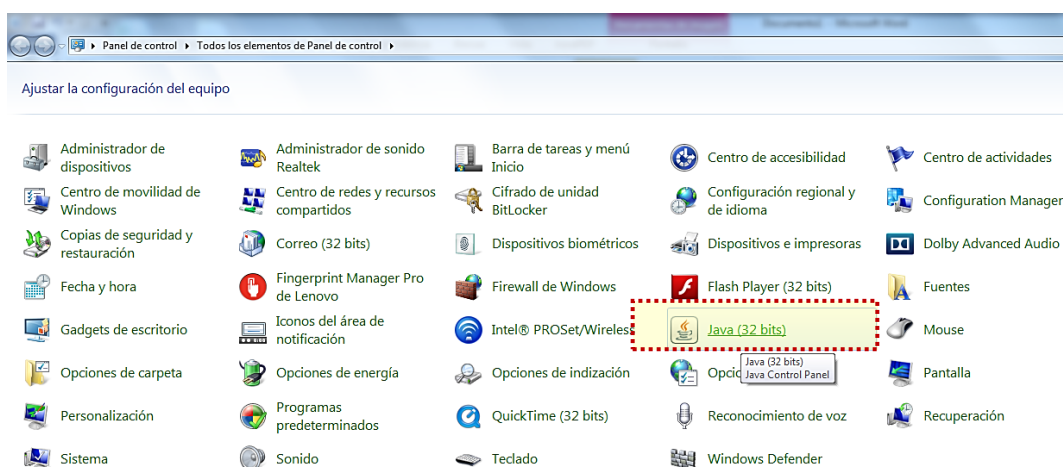 Documento1 - Microsoft Word
Panel de control ▸ Todos los elementos de Panel de control ▸
Ajustar la configuración del equipo
Administrador de
dispositivos
Administrador de sonido
Realtek
Barra de tareas y menú
Inicio
Centro de accesibilidad
Centro de actividades
Centro de movilidad de
Windows
Centro de redes y recursos
compartidos
Cifrado de unidad
BitLocker
Configuración regional y
de idioma
Configuration Manager
Copias de seguridad y
restauración
Correo (32 bits)
Dispositivos biométricos
Dispositivos e impresoras
Dolby Advanced Audio
Fecha y hora
Fingerprint Manager Pro
de Lenovo
Firewall de Windows
Flash Player (32 bits)
Fuentes
Gadgets de escritorio
Iconos del área de
notificación
Intel® PROSet/Wireless
Java (32 bits)
Mouse
Java (32 bits)
Java Control Panel
Opciones de carpeta
Opciones de energía
Opciones de indización
Opcio
Pantalla
Personalización
Programas
predeterminados
QuickTime (32 bits)
Reconocimiento de voz
Recuperación
Sistema
Sonido
Teclado
Windows Defender